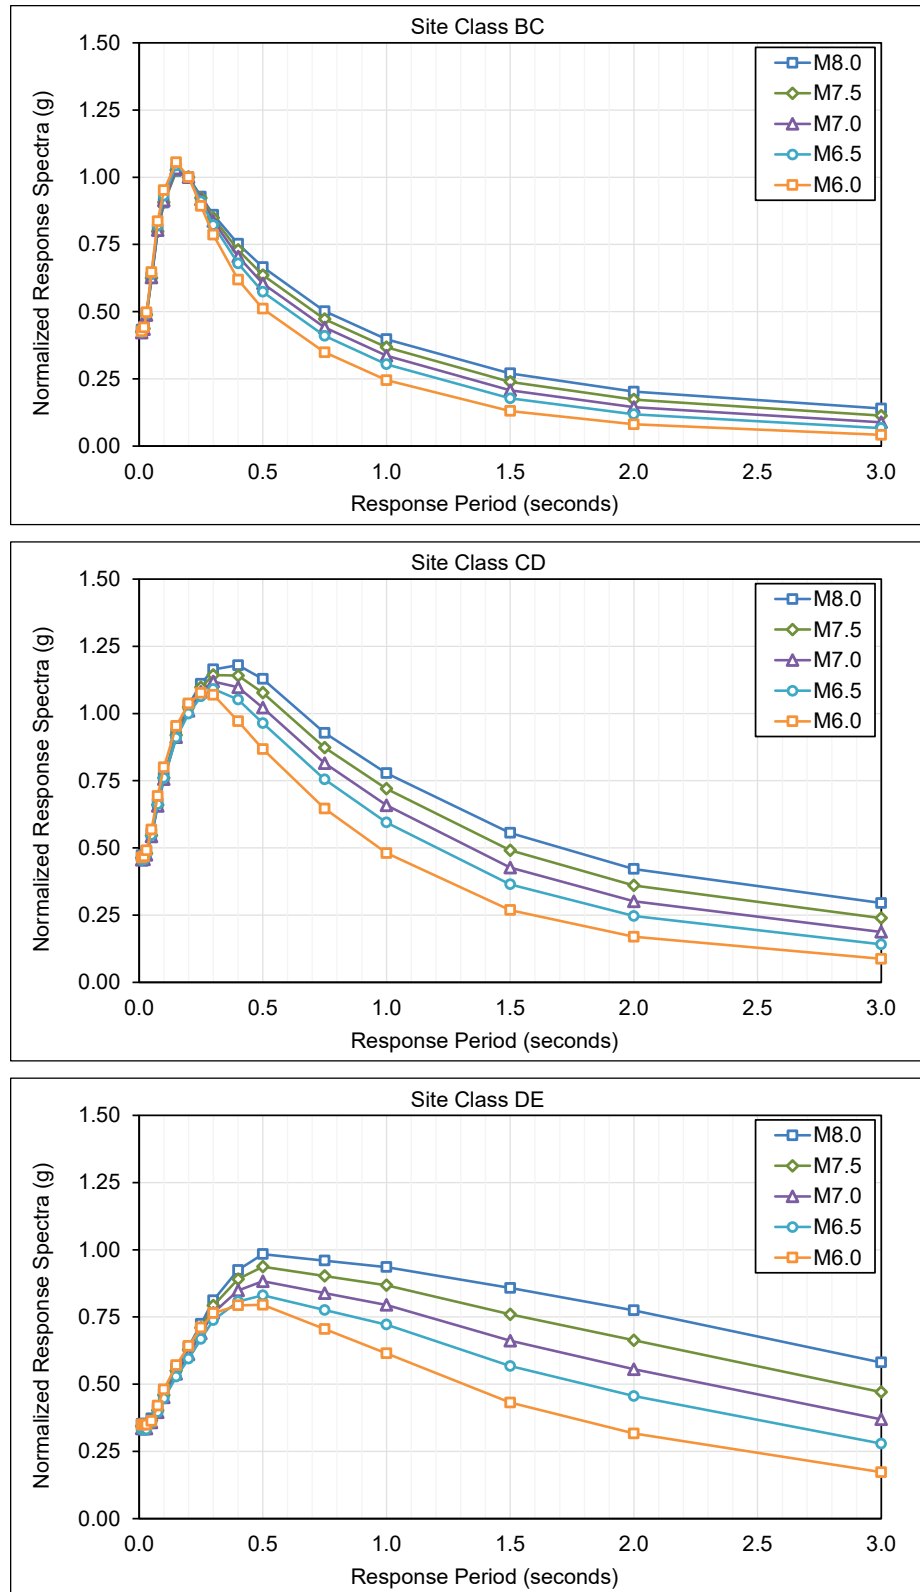 Site Class BC
Normalized Response Spectra (g)
1.50
1.25
1.00
0.75
0.50
0.25
0.00
M8.0
M7.5
M7.0
M6.5
M6.0
0.0 0.5 1.0 1.5 2.0 2.5 3.0
Response Period (seconds)
Site Class CD
Normalized Response Spectra (g)
1.50
1.25
1.00
0.75
0.50
0.25
0.00
M8.0
M7.5
M7.0
M6.5
M6.0
0.0 0.5 1.0 1.5 2.0 2.5 3.0
Response Period (seconds)
Site Class DE
Normalized Response Spectra (g)
1.50
1.25
1.00
0.75
0.50
0.25
0.00
M8.0
M7.5
M7.0
M6.5
M6.0
0.0 0.5 1.0 1.5 2.0 2.5 3.0
Response Period (seconds)